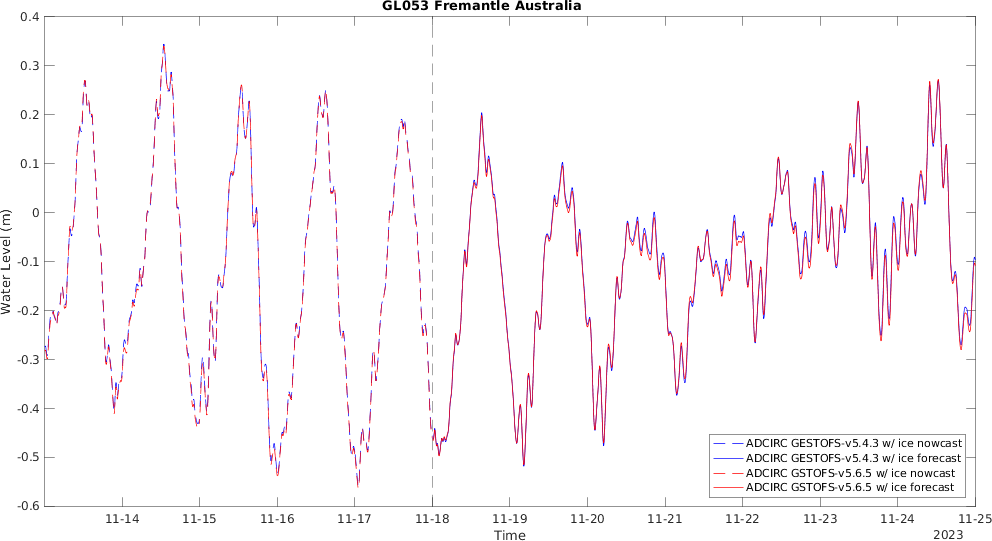 GL053 Fremantle Australia
Water Level (m)
0.4
0.3
0.2
0.1
0
-0.1
-0.2
-0.3
-0.4
-0.5
-0.6
ADCIRC GESTOFS-v5.4.3 w/ ice nowcast
ADCIRC GESTOFS-v5.4.3 w/ ice forecast
ADCIRC GSTOFS-v5.6.5 w/ ice nowcast
ADCIRC GSTOFS-v5.6.5 w/ ice forecast
11-14 11-15 11-16 11-17 11-18 11-19 11-20 11-21 11-22 11-23 11-24 11-25
Time
2023